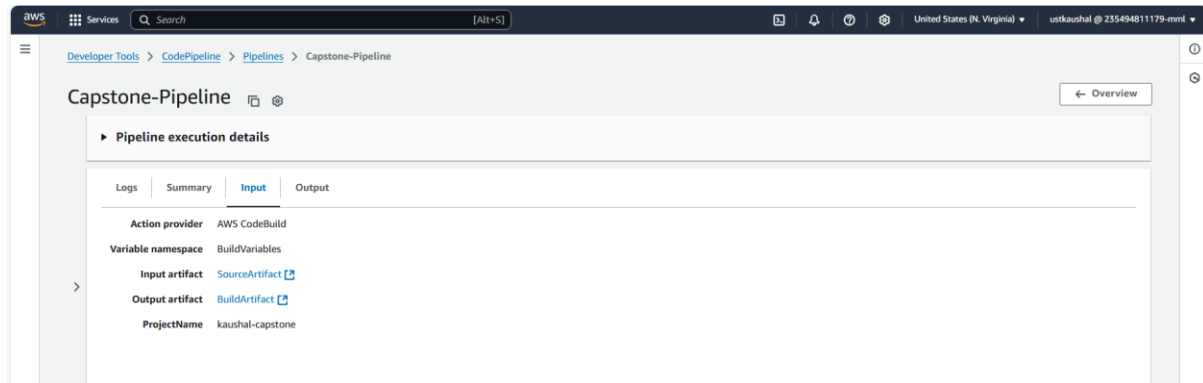 aws Services Search [Alt+S] United States (N. Virginia) ustkaushal @ 235494811179-mml
Developer Tools > CodePipeline > Pipelines > Capstone-Pipeline
Capstone-Pipeline
← Overview
Pipeline execution details
Logs Summary Input Output
Action provider AWS CodeBuild
Variable namespace BuildVariables
Input artifact SourceArtifact
Output artifact BuildArtifact
ProjectName kaushal-capstone